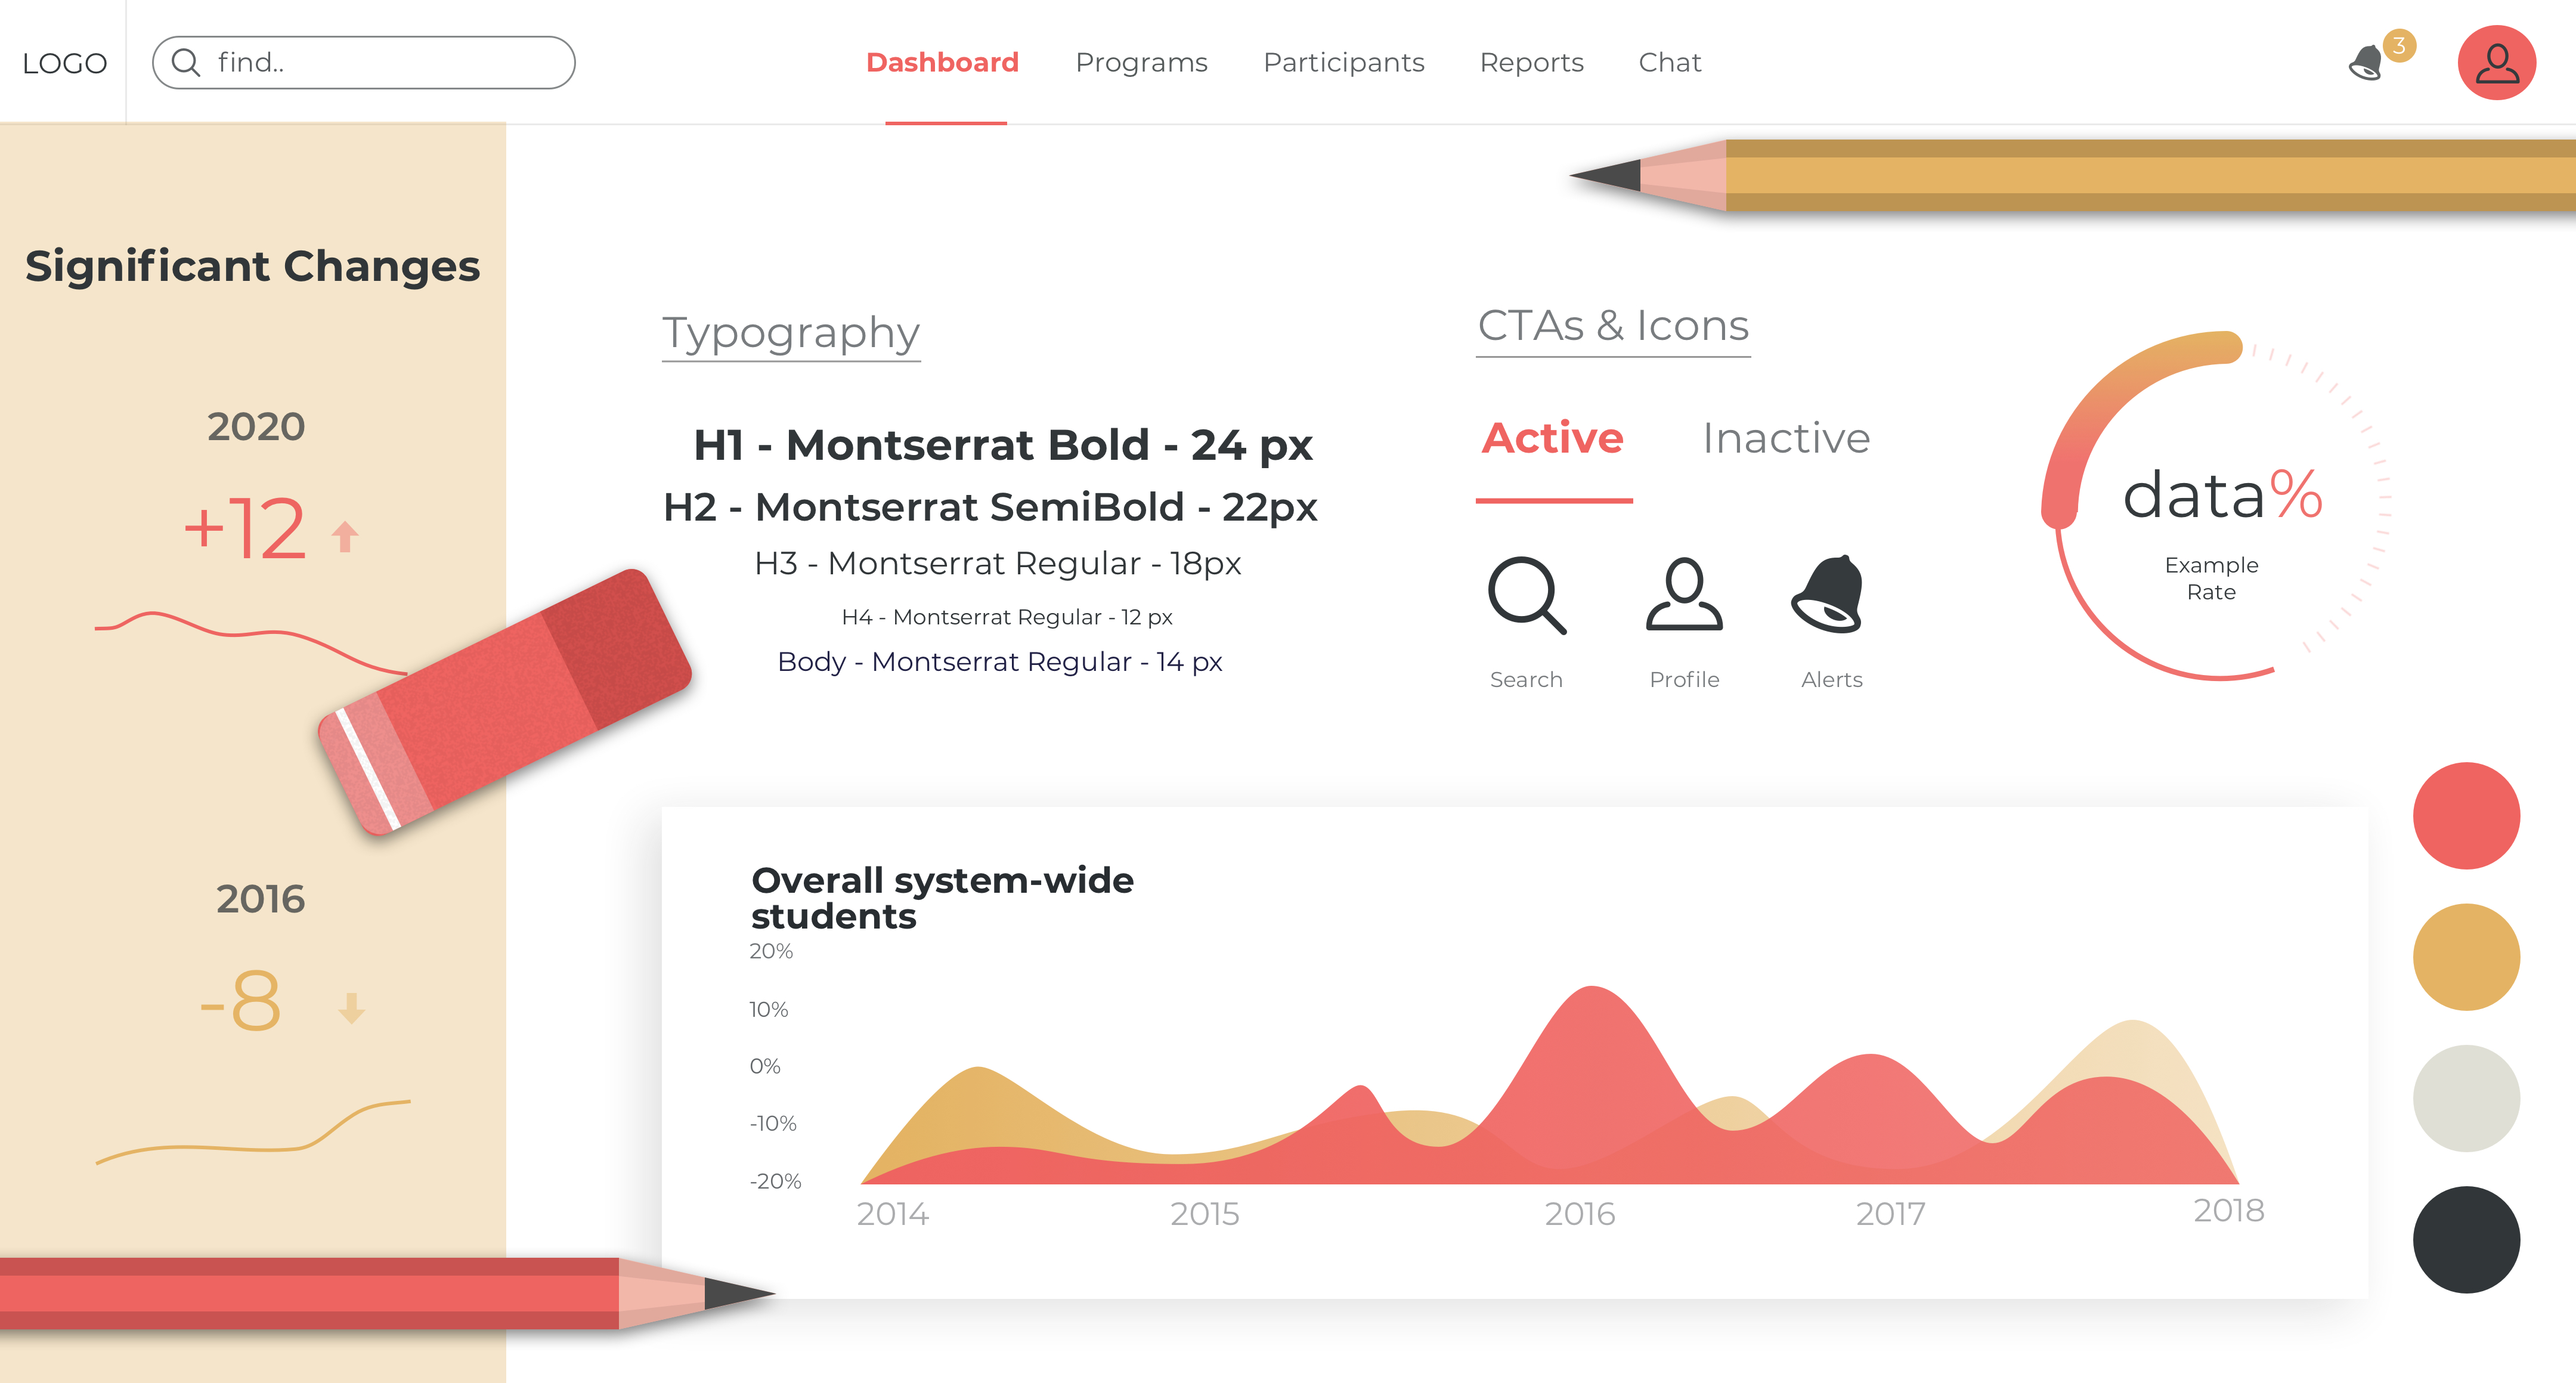 LOGO
find..
Dashboard
Programs
Participants
Reports
Chat
3
Significant Changes
2020
+12
2016
-8
Typography
H1 - Montserrat Bold - 24 px
H2 - Montserrat SemiBold - 22px
H3 - Montserrat Regular - 18px
H4 - Montserrat Regular - 12 px
Body - Montserrat Regular - 14 px
CTAs & Icons
Active
Inactive
Search
Profile
Alerts
data%
Example
Rate
Overall system-wide
students
20%
10%
0%
-10%
-20%
2014
2015
2016
2017
2018